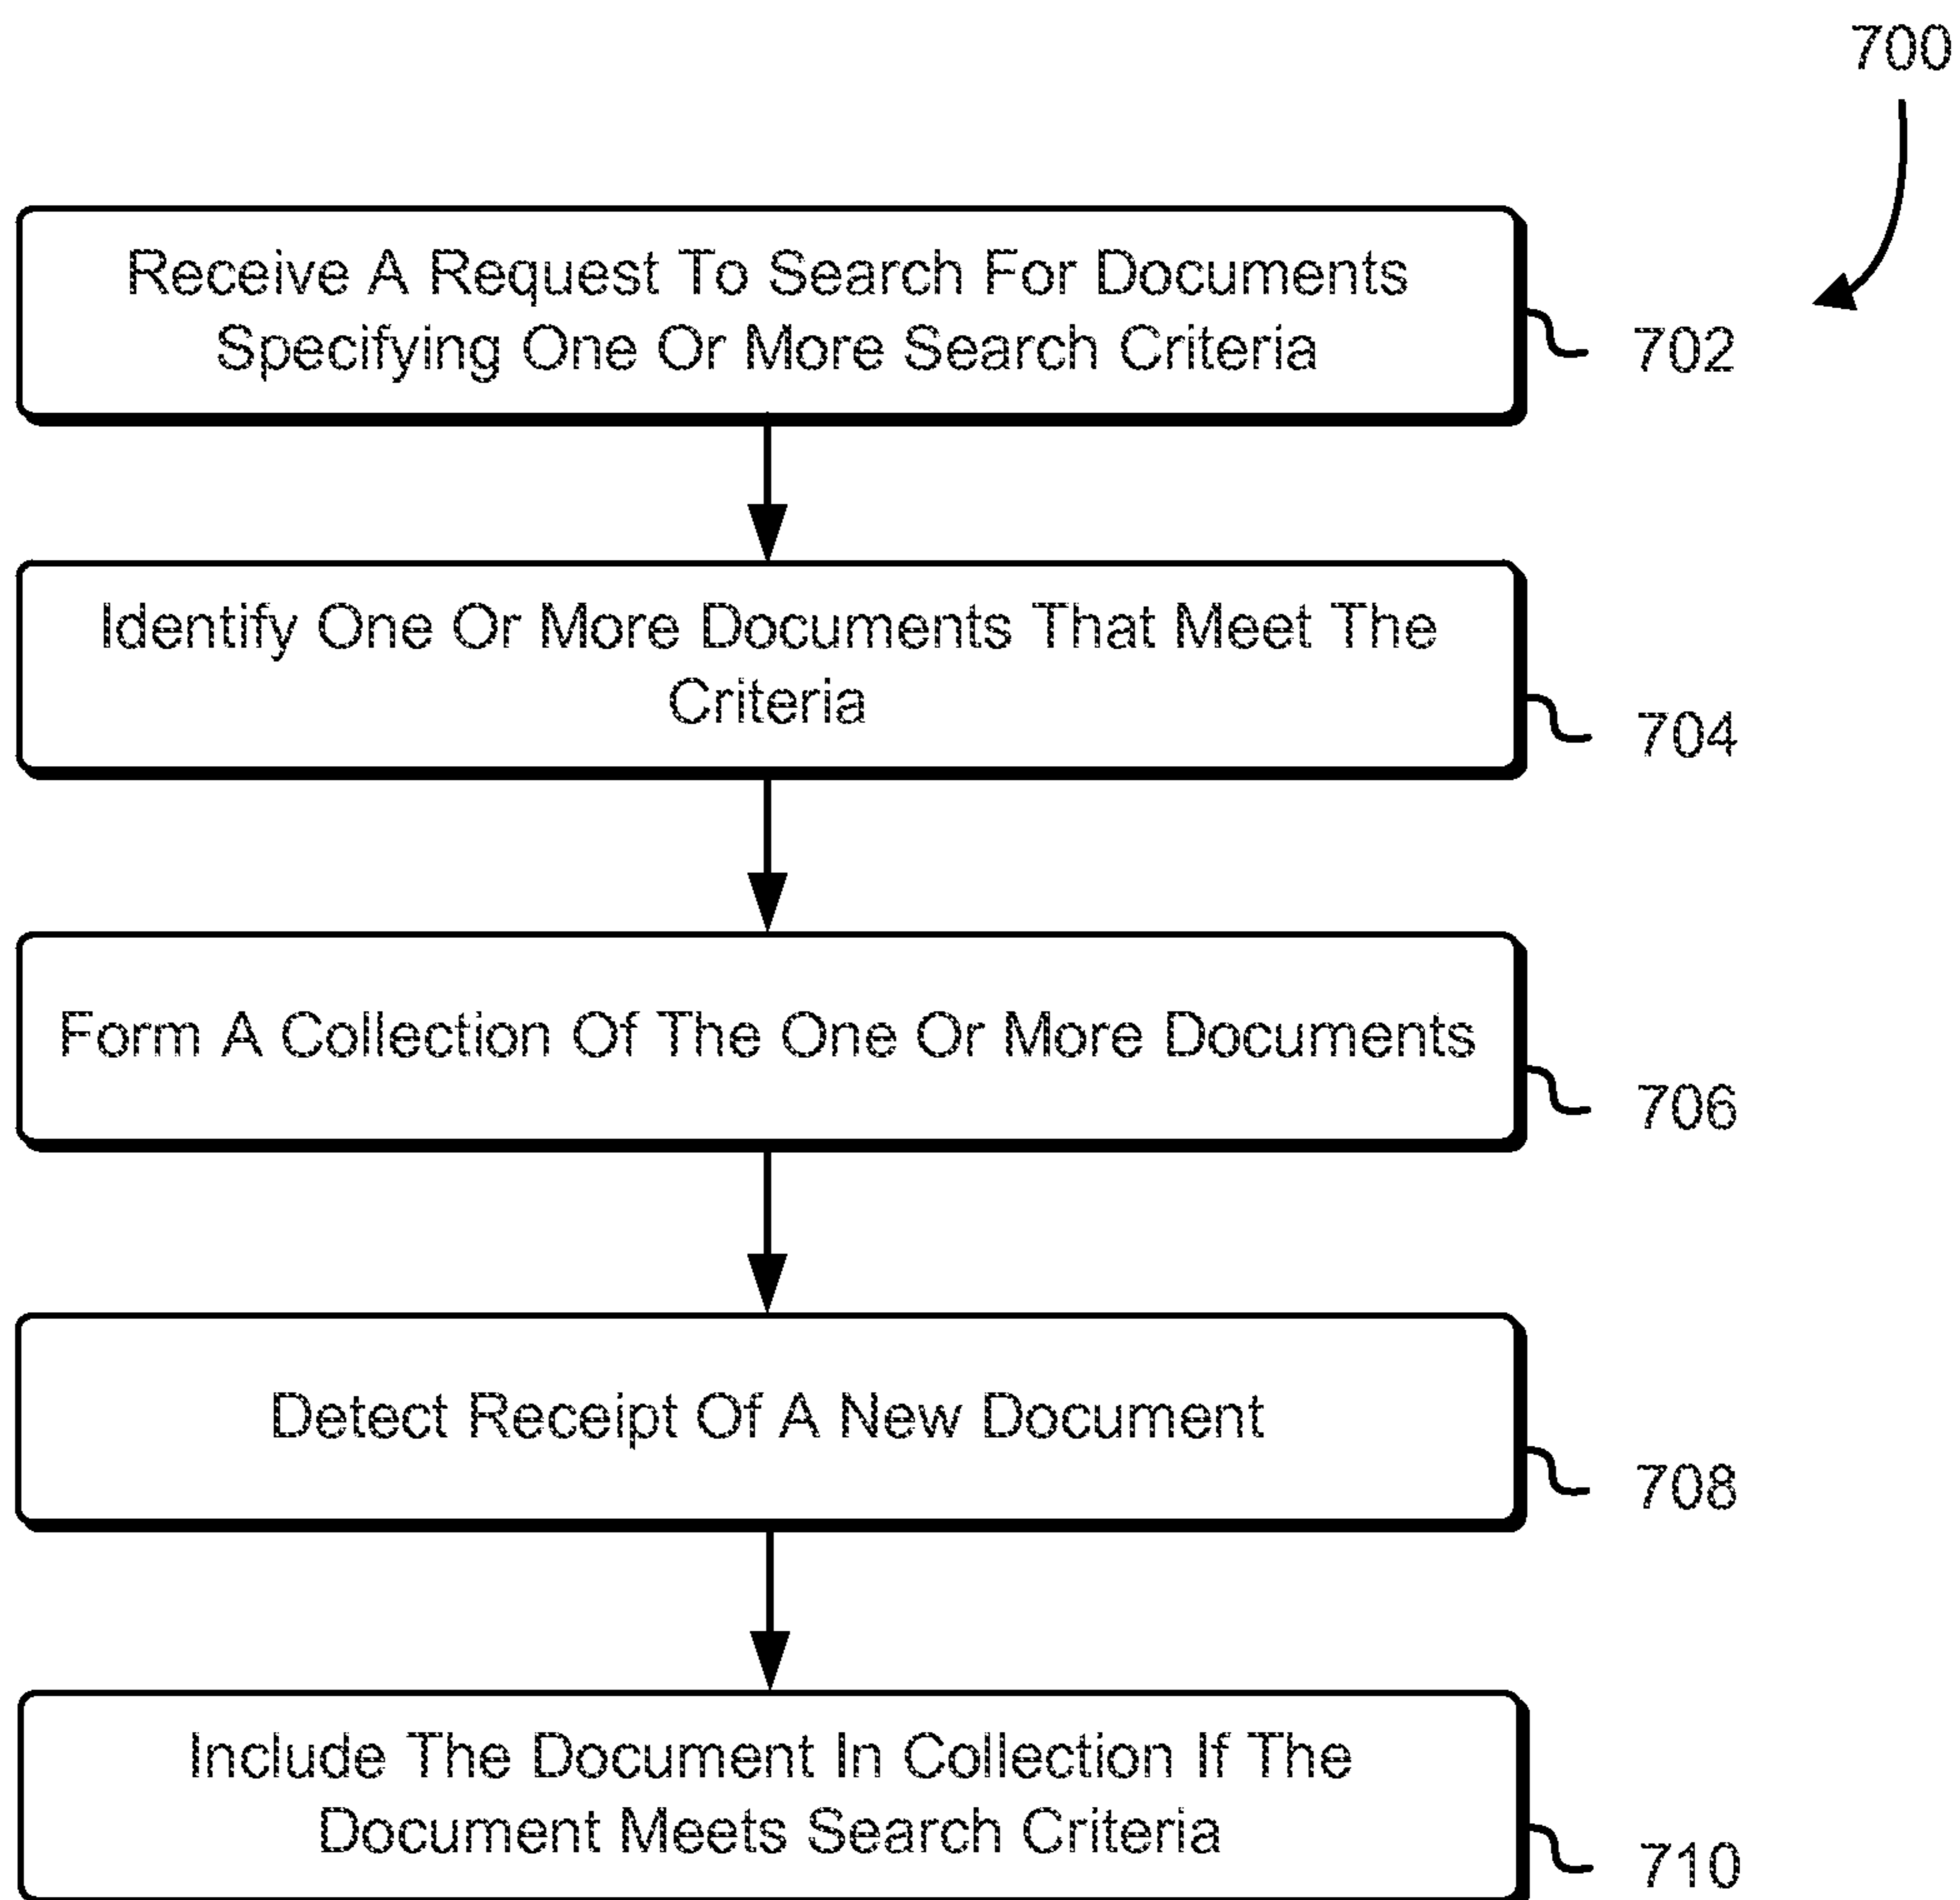 700
Receive A Request To Search For Documents
Specifying One Or More Search Criteria
702
Identify One Or More Documents That Meet The
Criteria
704
Form A Collection Of The One Or More Documents
706
Detect Receipt Of A New Document
708
Include The Document In Collection If The
Document Meets Search Criteria
710